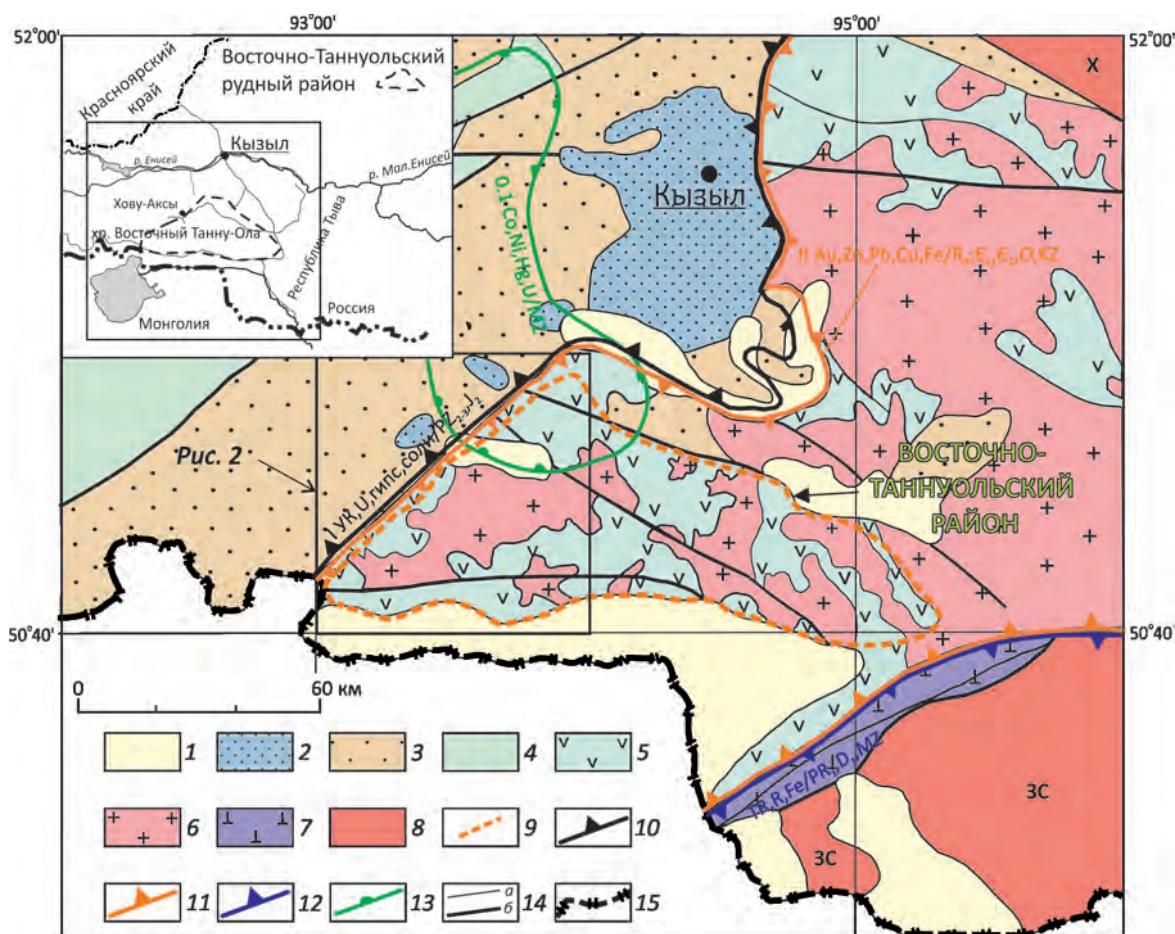 93°00'
95°00'
52°00'
52°00'
Красноярский
край
Восточно-Таннуольский
рудный район
Кызыл
р. Енисей
р. Мал.Енисей
Хову-Аксы
хр. Восточный Танну-Ола
Республика Тыва
Монголия
Россия
0.1 Co,Ni,Hg,U/MZ
Кызыл
Х
Рис. 2
ВОСТОЧНО-
ТАННУОЛЬСКИЙ
РАЙОН
50°40'
50°40'
0
60 км
ЗС
ЗС
1
2
3
4
5
6
7
8
9
10
11
12
13
14
а
б
15